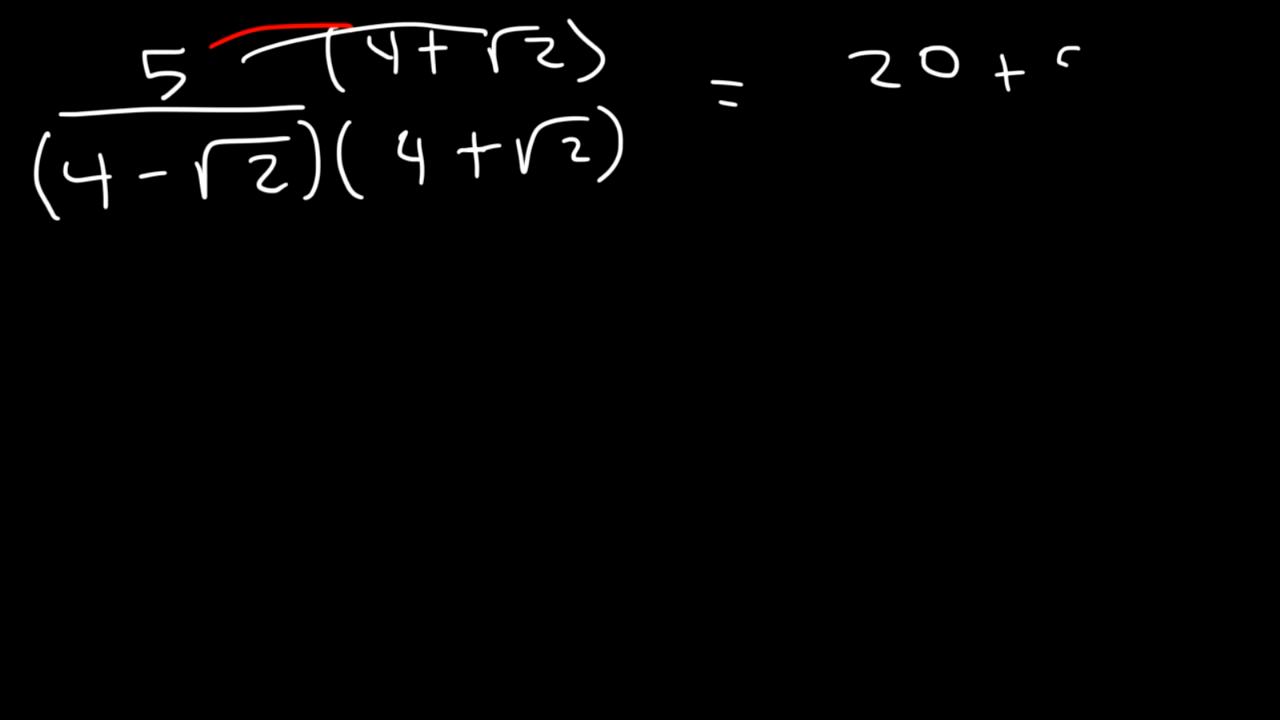 5 (4+√2) = 20 +
(4-√2)(4+√2)